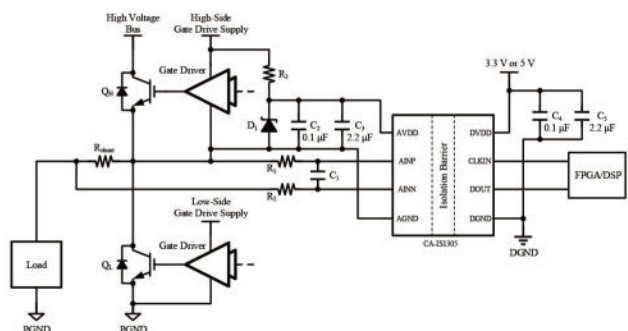 High Voltage
Bus
High-Side
Gate Drive Supply
Gate Driver
Q_H
R_3
D_1
C_2
0.1 μF
C_3
2.2 μF
3.3 V or 5 V
C_4
0.1 μF
C_5
2.2 μF
AVDD
AINP
AINN
AGND
Isolation Barrier
DVDD
CLKIN
DOUT
DGND
CA-IS1305
FPGA/DSP
DGND
R_shunt
R_1
C_1
R_2
Low-Side
Gate Drive Supply
Gate Driver
Q_L
Load
PGND
PGND